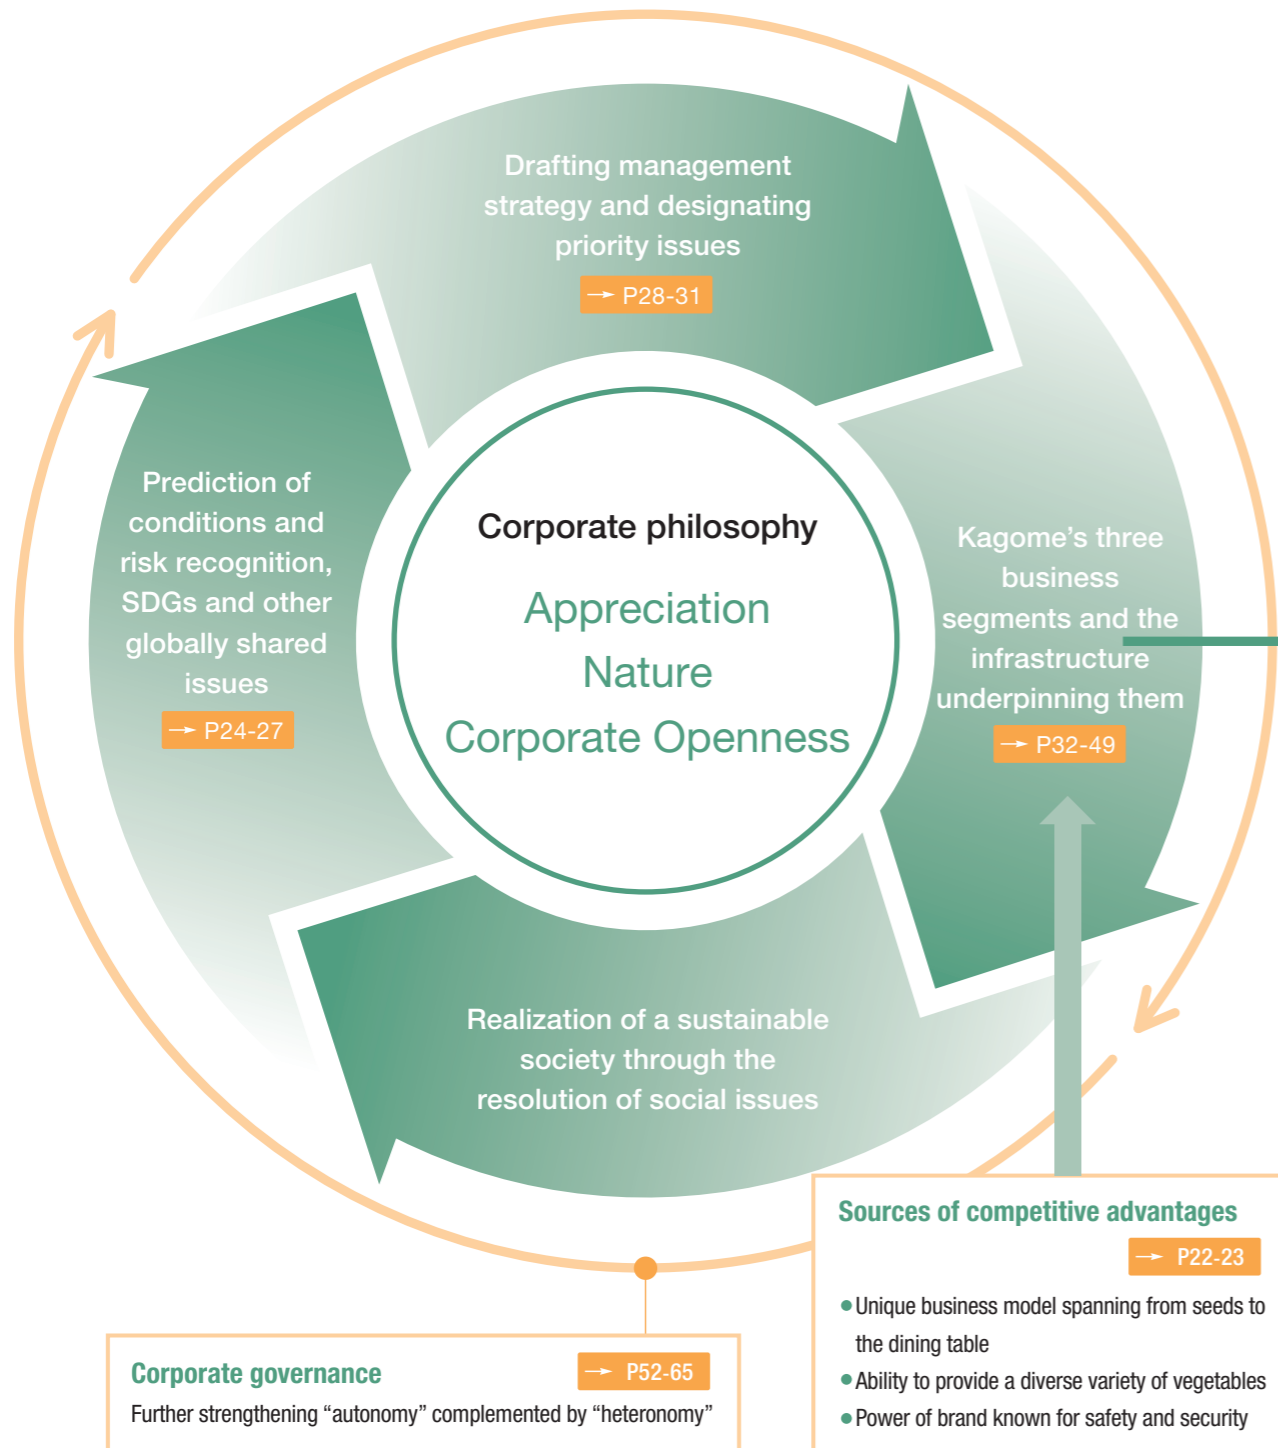 Drafting management
strategy and designating
priority issues
→ P28-31
Prediction of
conditions and
risk recognition,
SDGs and other
globally shared
issues
→ P24-27
Corporate philosophy
Appreciation
Nature
Corporate Openness
Kagome’s three
business
segments and the
infrastructure
underpinning them
→ P32-49
Realization of a sustainable
society through the
resolution of social issues
Sources of competitive advantages
→ P22-23
• Unique business model spanning from seeds to
the dining table
• Ability to provide a diverse variety of vegetables
• Power of brand known for safety and security
Corporate governance
→ P52-65
Further strengthening “autonomy” complemented by “heteronomy”